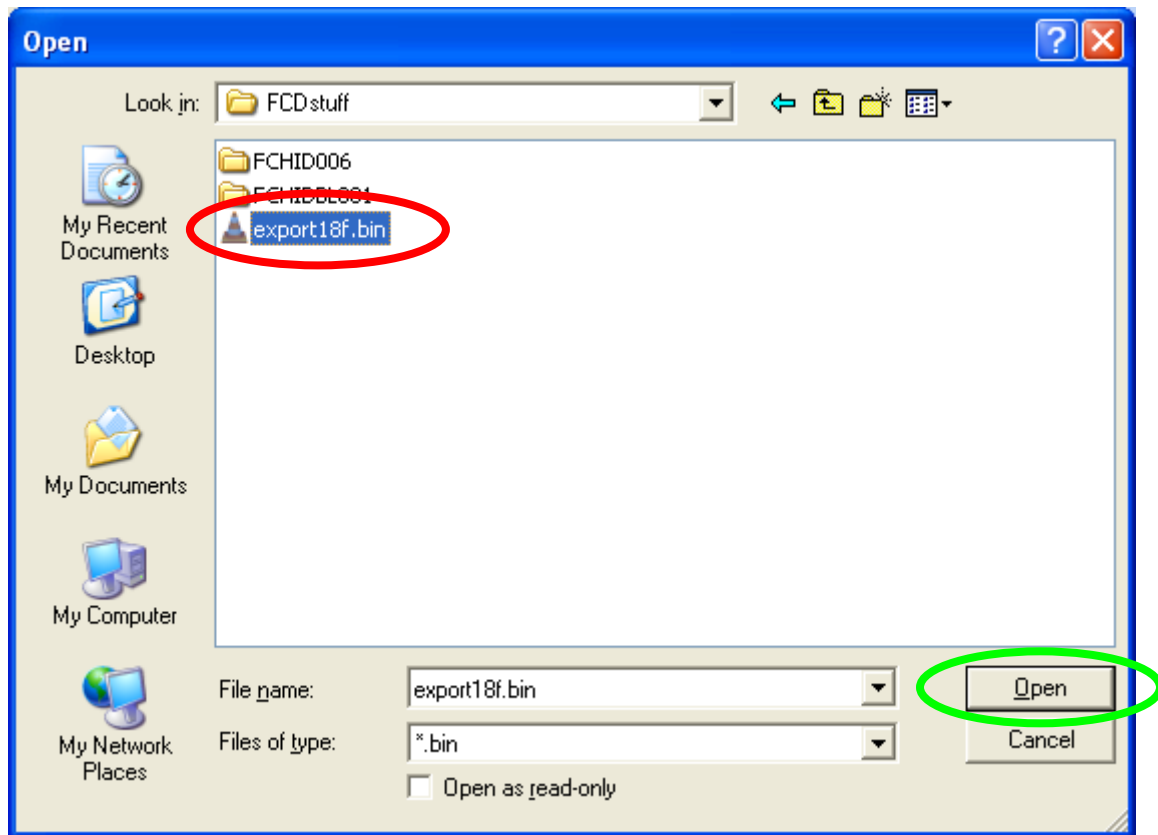 Open
Look in: FCDstuff
FCHID006
FCHIDBL001
export18f.bin
My Recent
Documents
Desktop
My Documents
My Computer
My Network
Places
File name: export18f.bin Open
Files of type: *.bin Cancel
Open as read-only